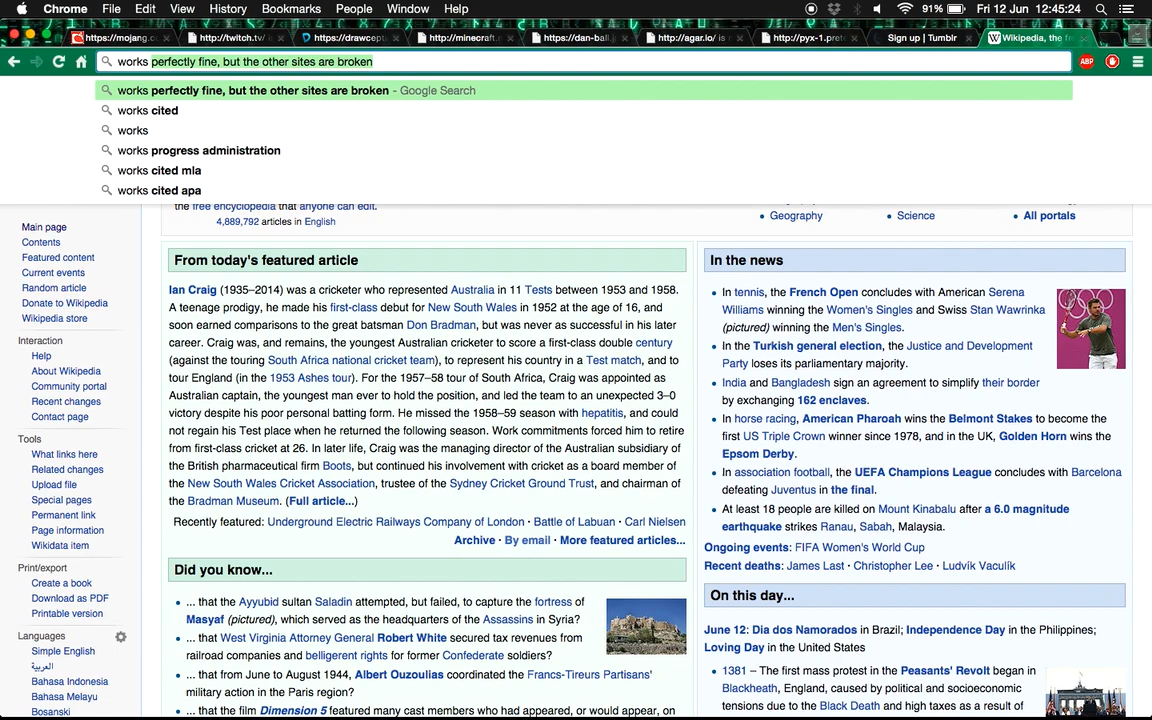 Chrome File Edit View History Bookmarks People Window Help 91% Fri 12 Jun 12:45:24
https://mojang.c http://twitch.tv/ https://drawcept http://minecraft. https://dan-ball. http://agar.io/ is http://pyx-1.prete Sign up | Tumblr Wikipedia, the fr
works perfectly fine, but the other sites are broken ABP
works perfectly fine, but the other sites are broken - Google Search
works cited
works
works progress administration
works cited mla
works cited apa
the free encyclopedia that anyone can edit.
4,889,792 articles in English
Geography Science All portals
Main page
Contents
Featured content
Current events
Random article
Donate to Wikipedia
Wikipedia store
Interaction
Help
About Wikipedia
Community portal
Recent changes
Contact page
Tools
What links here
Related changes
Upload file
Special pages
Permanent link
Page information
Wikidata item
Print/export
Create a book
Download as PDF
Printable version
Languages
Simple English
العربية
Bahasa Indonesia
Bahasa Melayu
Bosanski
From today's featured article
Ian Craig (1935–2014) was a cricketer who represented Australia in 11 Tests between 1953 and 1958.
A teenage prodigy, he made his first-class debut for New South Wales in 1952 at the age of 16, and
soon earned comparisons to the great batsman Don Bradman, but was never as successful in his later
career. Craig was, and remains, the youngest Australian cricketer to score a first-class double century
(against the touring South Africa national cricket team), to represent his country in a Test match, and to
tour England (in the 1953 Ashes tour). For the 1957–58 tour of South Africa, Craig was appointed as
Australian captain, the youngest man ever to hold the position, and led the team to an unexpected 3–0
victory despite his poor personal batting form. He missed the 1958–59 season with hepatitis, and could
not regain his Test place when he returned the following season. Work commitments forced him to retire
from first-class cricket at 26. In later life, Craig was the managing director of the Australian subsidiary of
the British pharmaceutical firm Boots, but continued his involvement with cricket as a board member of
the New South Wales Cricket Association, trustee of the Sydney Cricket Ground Trust, and chairman of
the Bradman Museum. (Full article...)
Recently featured: Underground Electric Railways Company of London · Battle of Labuan · Carl Nielsen
Archive · By email · More featured articles...
Did you know...
... that the Ayyubid sultan Saladin attempted, but failed, to capture the fortress of
Masyaf (pictured), which served as the headquarters of the Assassins in Syria?
... that West Virginia Attorney General Robert White secured tax revenues from
railroad companies and belligerent rights for former Confederate soldiers?
... that from June to August 1944, Albert Ouzoulias coordinated the Francs-Tireurs Partisans'
military action in the Paris region?
... that the film Dimension 5 featured many cast members who had appeared, or would appear, on
In the news
In tennis, the French Open concludes with American Serena
Williams winning the Women's Singles and Swiss Stan Wawrinka
(pictured) winning the Men's Singles.
In the Turkish general election, the Justice and Development
Party loses its parliamentary majority.
India and Bangladesh sign an agreement to simplify their border
by exchanging 162 enclaves.
In horse racing, American Pharoah wins the Belmont Stakes to become the
first US Triple Crown winner since 1978, and in the UK, Golden Horn wins the
Epsom Derby.
In association football, the UEFA Champions League concludes with Barcelona
defeating Juventus in the final.
At least 18 people are killed on Mount Kinabalu after a 6.0 magnitude
earthquake strikes Ranau, Sabah, Malaysia.
Ongoing events: FIFA Women's World Cup
Recent deaths: James Last · Christopher Lee · Ludvík Vaculík
On this day...
June 12: Dia dos Namorados in Brazil; Independence Day in the Philippines;
Loving Day in the United States
1381 – The first mass protest in the Peasants' Revolt began in
Blackheath, England, caused by political and socioeconomic
tensions due to the Black Death and high taxes as a result of